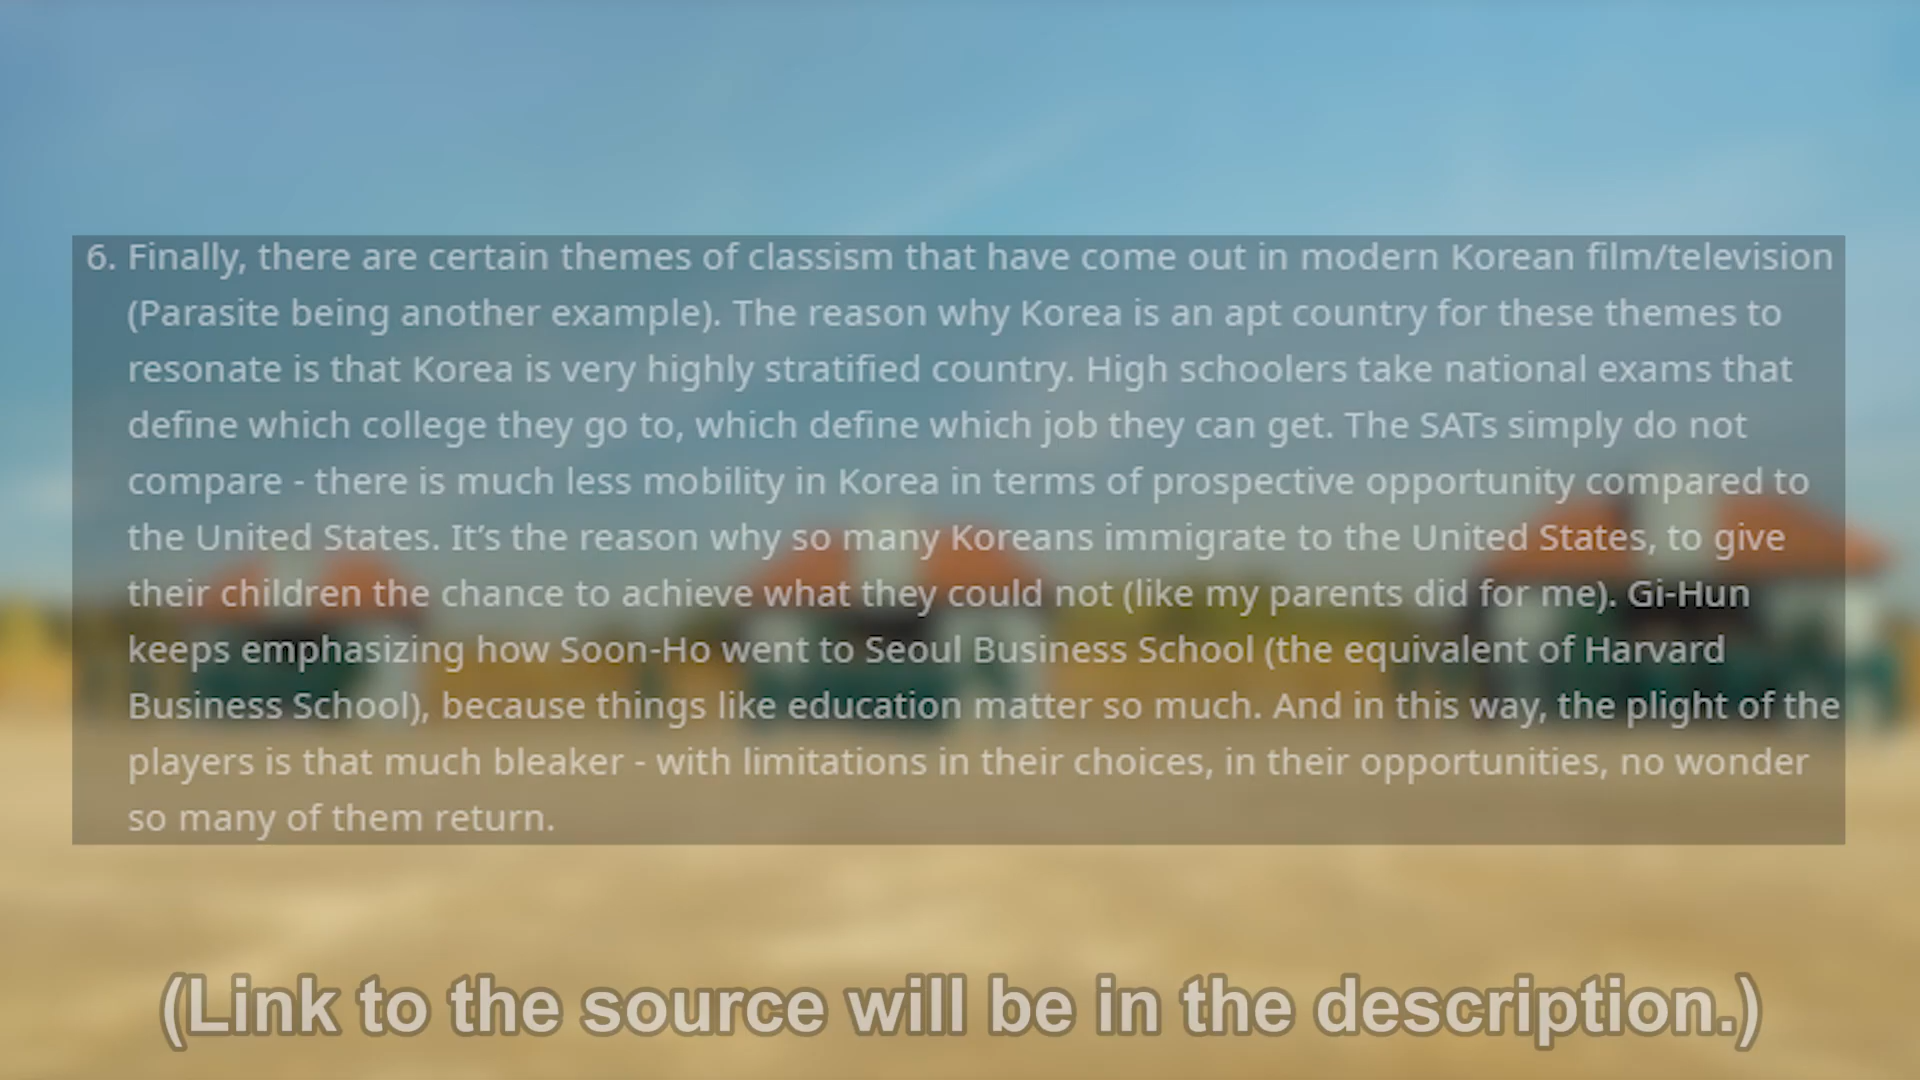 6. Finally, there are certain themes of classism that have come out in modern Korean film/television
(Parasite being another example). The reason why Korea is an apt country for these themes to
resonate is that Korea is very highly stratified country. High schoolers take national exams that
define which college they go to, which define which job they can get. The SATs simply do not
compare - there is much less mobility in Korea in terms of prospective opportunity compared to
the United States. It’s the reason why so many Koreans immigrate to the United States, to give
their children the chance to achieve what they could not (like my parents did for me). Gi-Hun
keeps emphasizing how Soon-Ho went to Seoul Business School (the equivalent of Harvard
Business School), because things like education matter so much. And in this way, the plight of the
players is that much bleaker - with limitations in their choices, in their opportunities, no wonder
so many of them return.
(Link to the source will be in the description.)